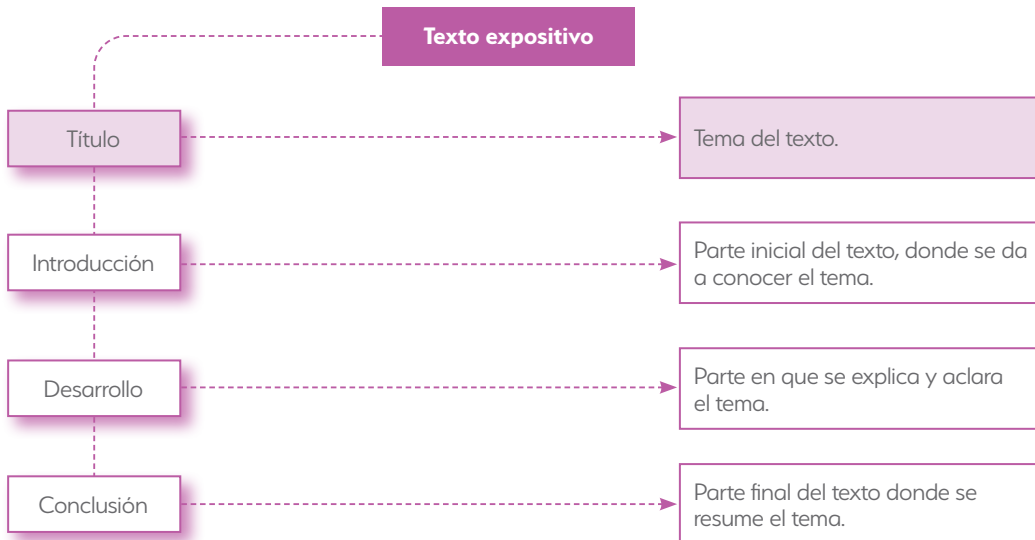 Texto expositivo
Título
Tema del texto.
Introducción
Parte inicial del texto, donde se da
a conocer el tema.
Desarrollo
Parte en que se explica y aclara
el tema.
Conclusión
Parte final del texto donde se
resume el tema.